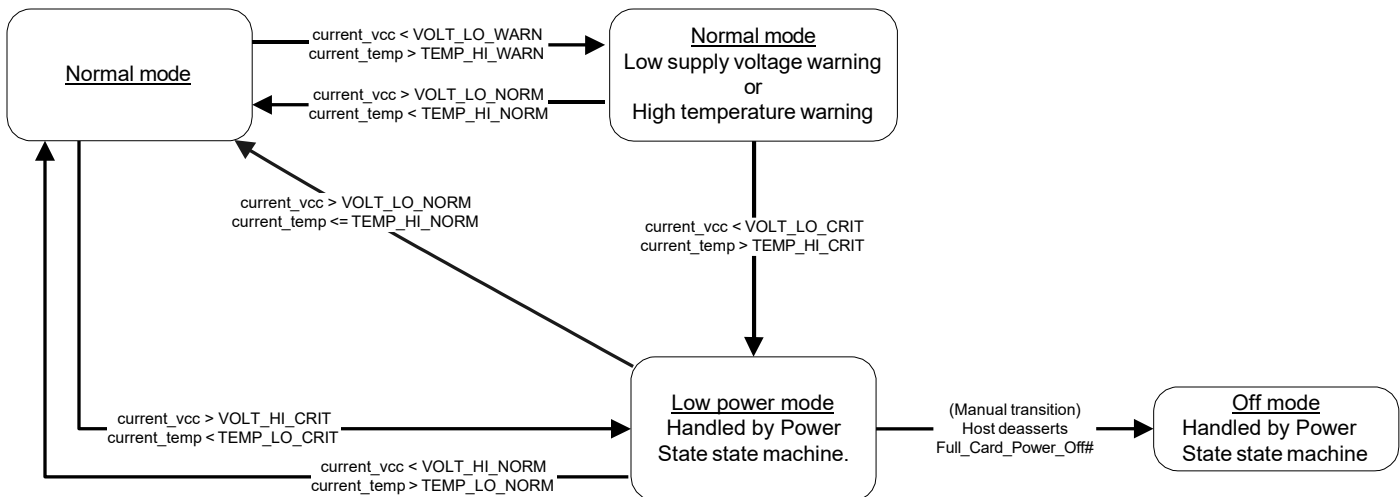 Normal mode
current_vcc < VOLT_LO_WARN
current_temp > TEMP_HI_WARN
current_vcc > VOLT_LO_NORM
current_temp < TEMP_HI_NORM
Normal mode
Low supply voltage warning
or
High temperature warning
current_vcc > VOLT_LO_NORM
current_temp <= TEMP_HI_NORM
current_vcc < VOLT_LO_CRIT
current_temp > TEMP_HI_CRIT
current_vcc > VOLT_HI_CRIT
current_temp < TEMP_LO_CRIT
current_vcc < VOLT_HI_NORM
current_temp > TEMP_LO_NORM
Low power mode
Handled by Power
State state machine.
(Manual transition)
Host deasserts
Full_Card_Power_Off#
Off mode
Handled by Power
State state machine